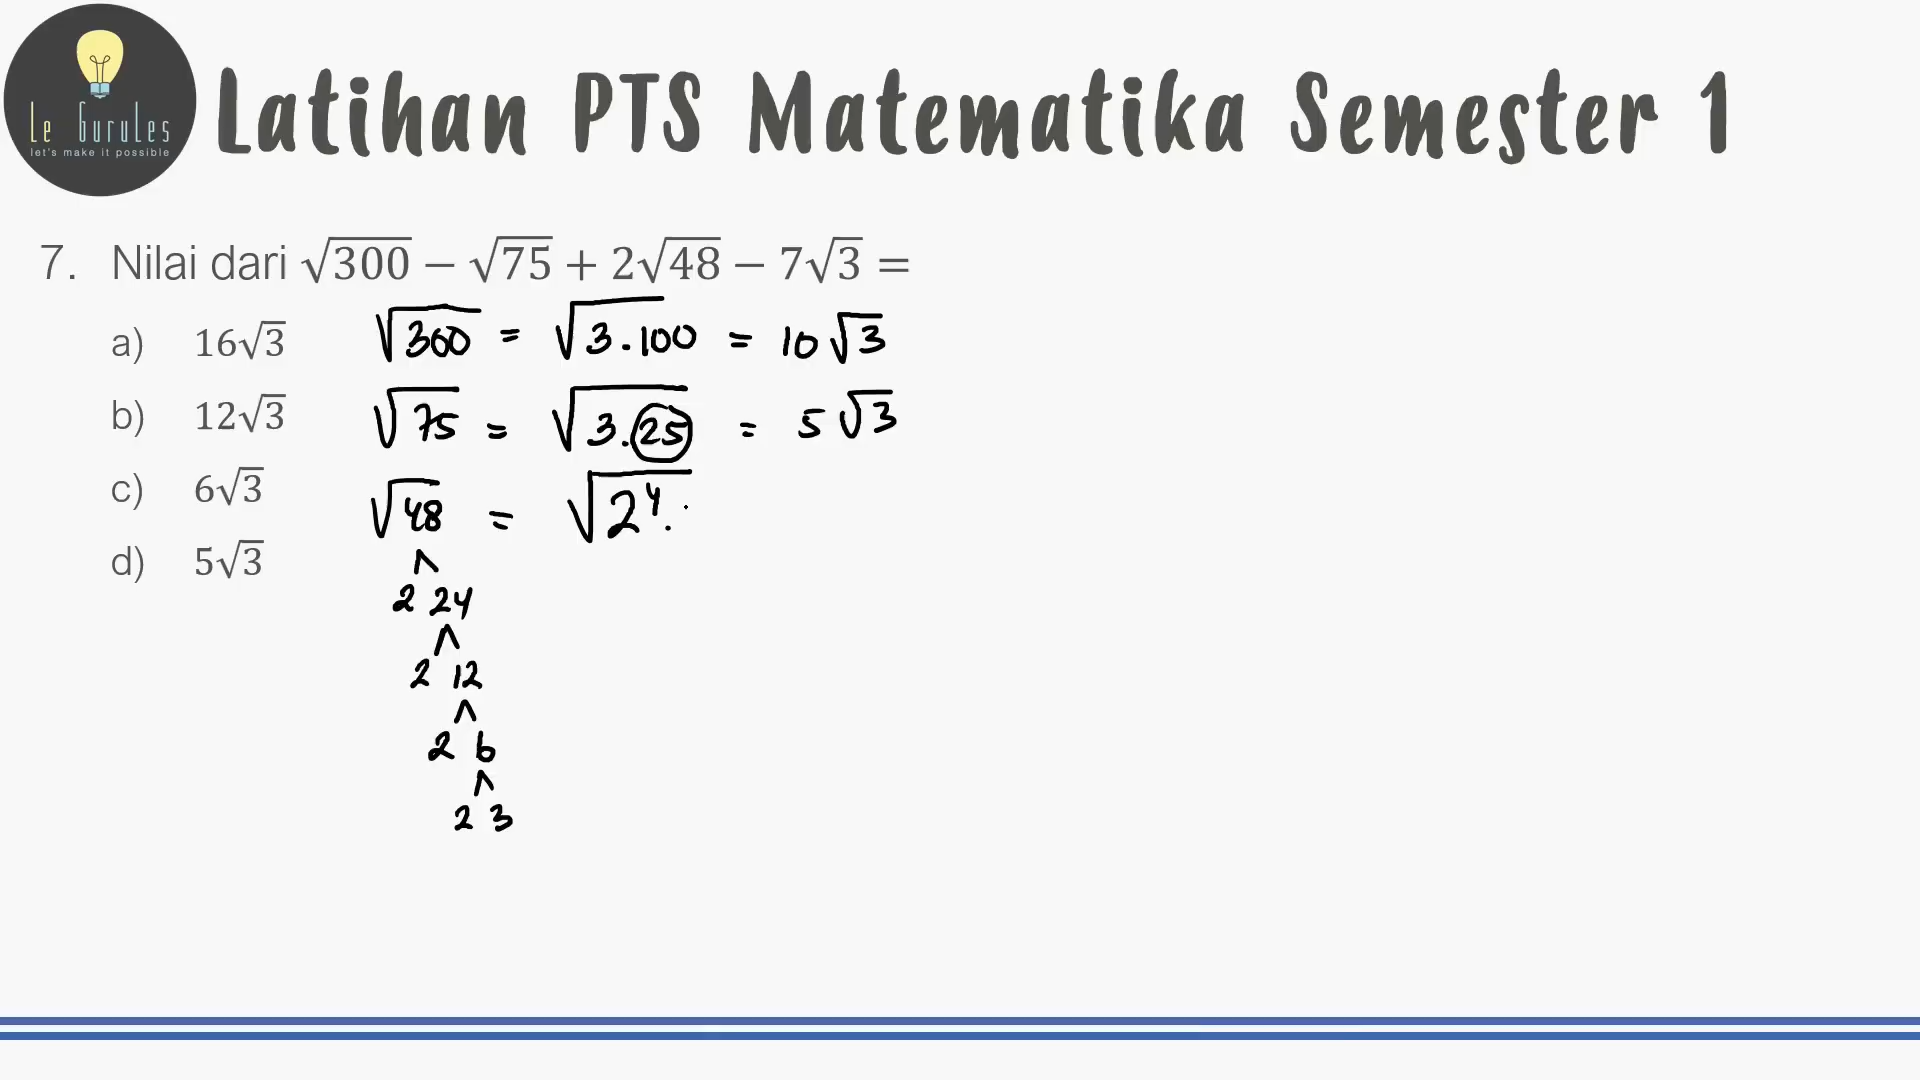 Le GuruLes
let's make it possible
Latihan PTS Matematika Semester 1
7. Nilai dari √300 − √75 + 2√48 − 7√3 =
a) 16√3
b) 12√3
c) 6√3
d) 5√3
√300 = √3.100 = 10√3
√75 = √3.25 = 5√3
√48 = √2⁴.
2 24
2 12
2 6
2 3